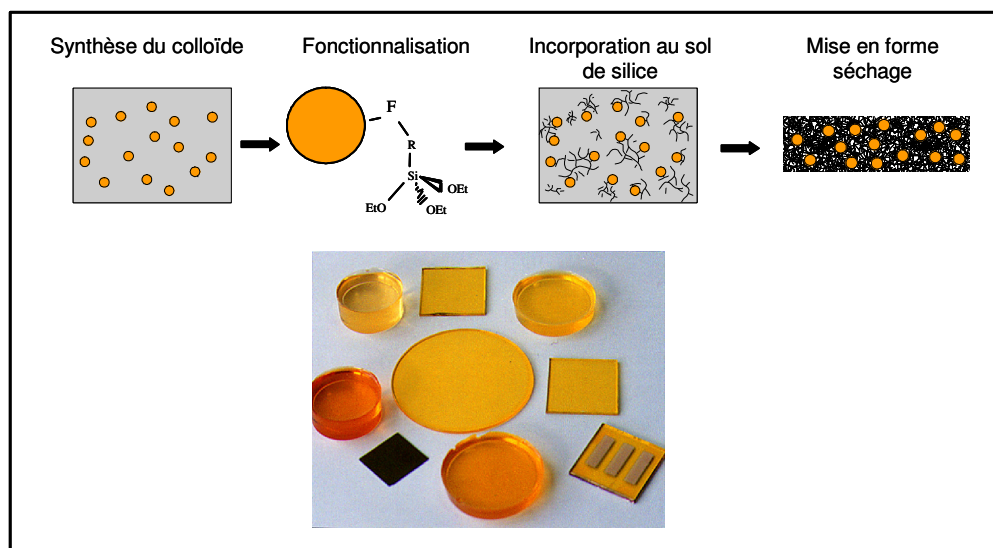 Synthèse du colloïde
Fonctionnalisation
Incorporation au sol
de silice
Mise en forme
séchage
F
R
Si
OEt
EtO
OEt